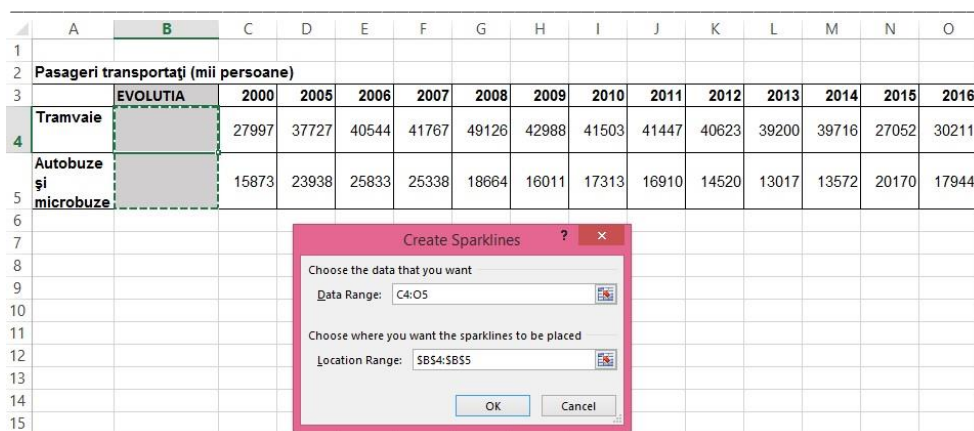 A B C D E F G H I J K L M N O
1
2 Pasageri transportaţi (mii persoane)
3 EVOLUTIA 2000 2005 2006 2007 2008 2009 2010 2011 2012 2013 2014 2015 2016
4 Tramvaie 27997 37727 40544 41767 49126 42988 41503 41447 40623 39200 39716 27052 30211
Autobuze
şi 15873 23938 25833 25338 18664 16011 17313 16910 14520 13017 13572 20170 17944
5 microbuze
6
7 Create Sparklines ? ×
8 Choose the data that you want
9 Data Range: C4:O5
10
11 Choose where you want the sparklines to be placed
12 Location Range: $B$4:$B$5
13
14 OK Cancel
15